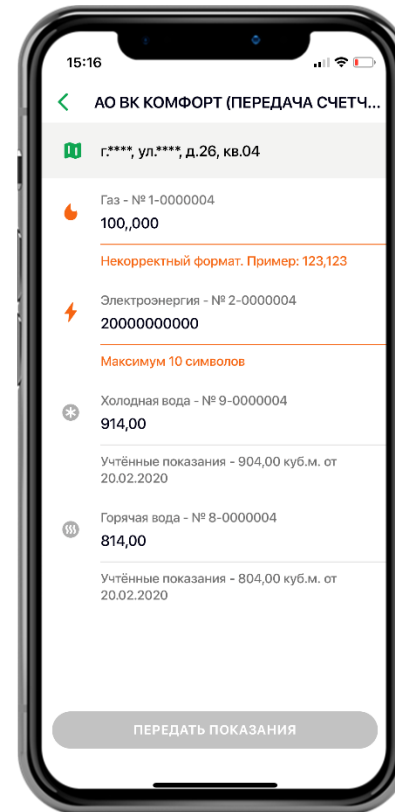 15:16
АО ВК КОМФОРТ (ПЕРЕДАЧА СЧЕТЧ...
г.****, ул.****, д.26, кв.04
Газ - № 1-0000004
100,,000
Некорректный формат. Пример: 123,123
Электроэнергия - № 2-0000004
20000000000
Максимум 10 символов
Холодная вода - № 9-0000004
914,00
Учтённые показания - 904,00 куб.м. от
20.02.2020
Горячая вода - № 8-0000004
814,00
Учтённые показания - 804,00 куб.м. от
20.02.2020
ПЕРЕДАТЬ ПОКАЗАНИЯ